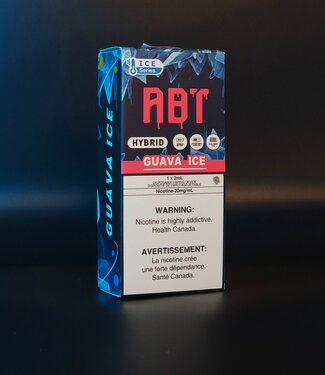 ICE
Series
ABT
HYBRID
GUAVA ICE
GUAVA ICE
1 x 2mL
Nicotine-20mg/mL
WARNING:
Nicotine is highly addictive.
Health Canada.
AVERTISSEMENT:
La nicotine crée
une forte dépendance.
Santé Canada.